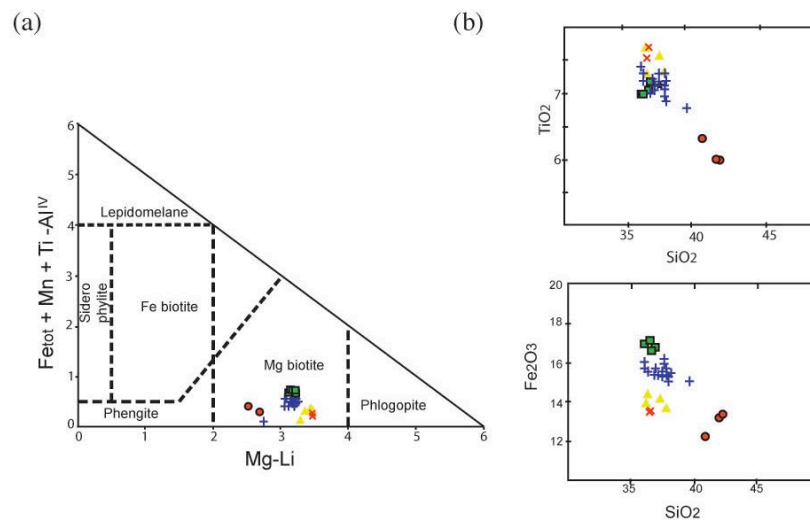 (a)
Fetot + Mn + Ti -AlIV
6
5
4
3
2
1
0
Lepidomelane
Sidero
phylite
Fe biotite
Mg biotite
Phengite
Phlogopite
0
1
2
3
4
5
6
Mg-Li
(b)
TiO2
7
6
35
40
45
SiO2
Fe2O3
20
18
16
14
12
35
40
45
SiO2